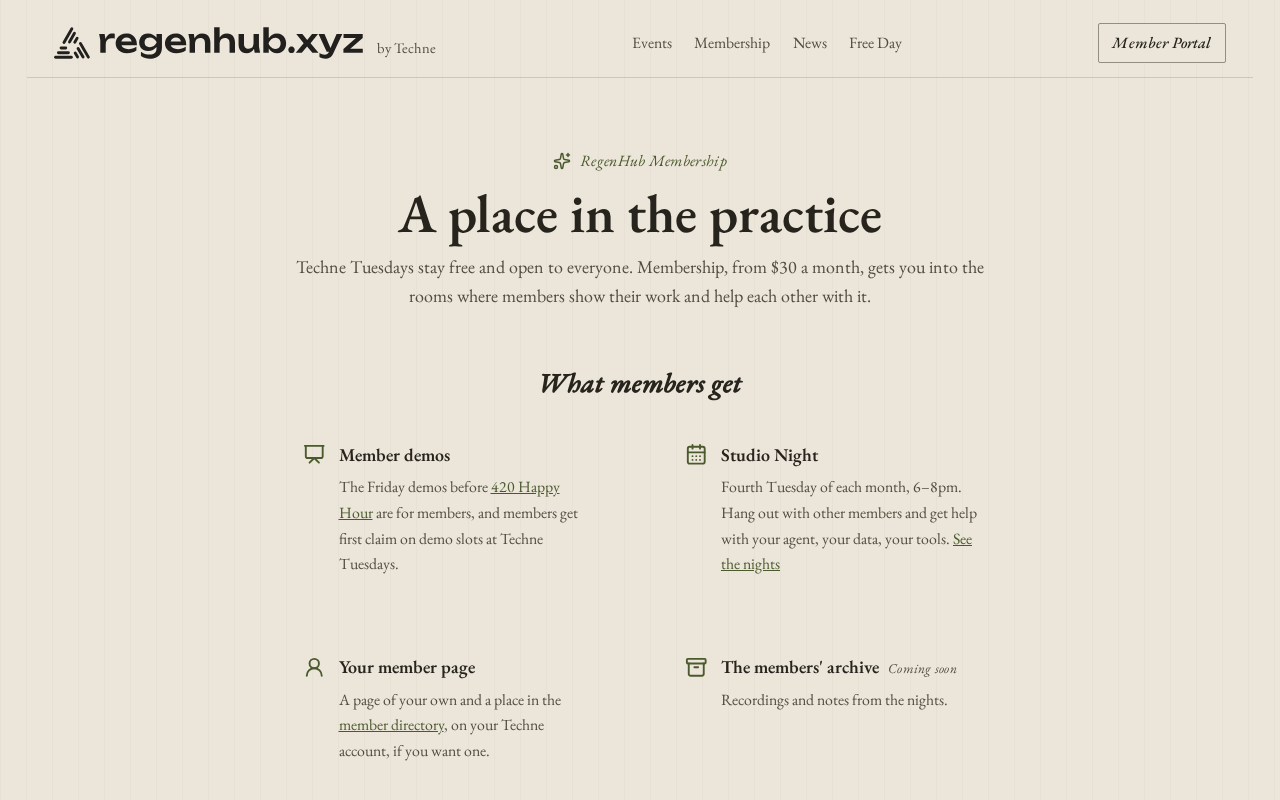 regenhub.xyz by Techne
Events Membership News Free Day
Member Portal
RegenHub Membership
A place in the practice
Techne Tuesdays stay free and open to everyone. Membership, from $30 a month, gets you into the
rooms where members show their work and help each other with it.
What members get
Member demos
The Friday demos before 420 Happy
Hour are for members, and members get
first claim on demo slots at Techne
Tuesdays.
Studio Night
Fourth Tuesday of each month, 6–8pm.
Hang out with other members and get help
with your agent, your data, your tools. See
the nights
Your member page
A page of your own and a place in the
member directory, on your Techne
account, if you want one.
The members' archive Coming soon
Recordings and notes from the nights.